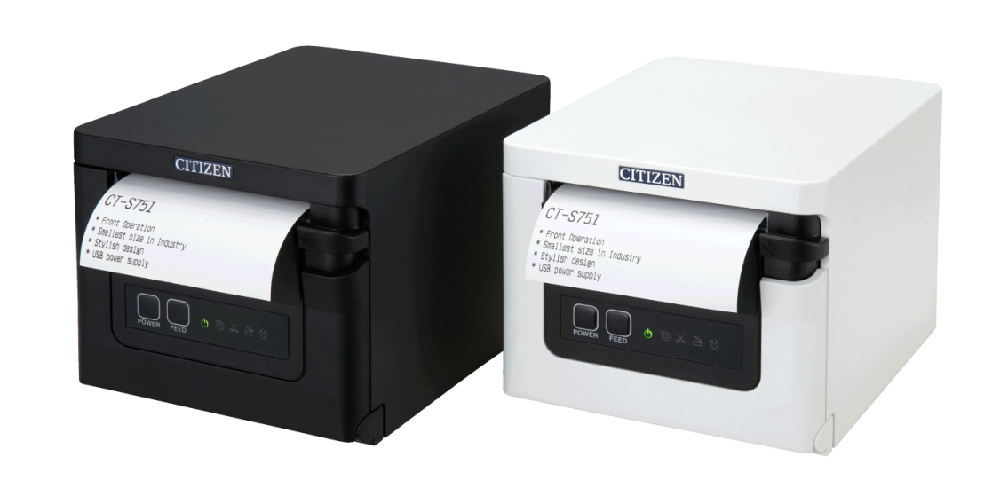 CITIZEN
CT-S751
* Front Operation
* Smallest size in Industry
* Stylish design
* USB power supply
POWER
FEED
CITIZEN
CT-S751
* Front Operation
* Smallest size in Industry
* Stylish design
* USB power supply
POWER
FEED